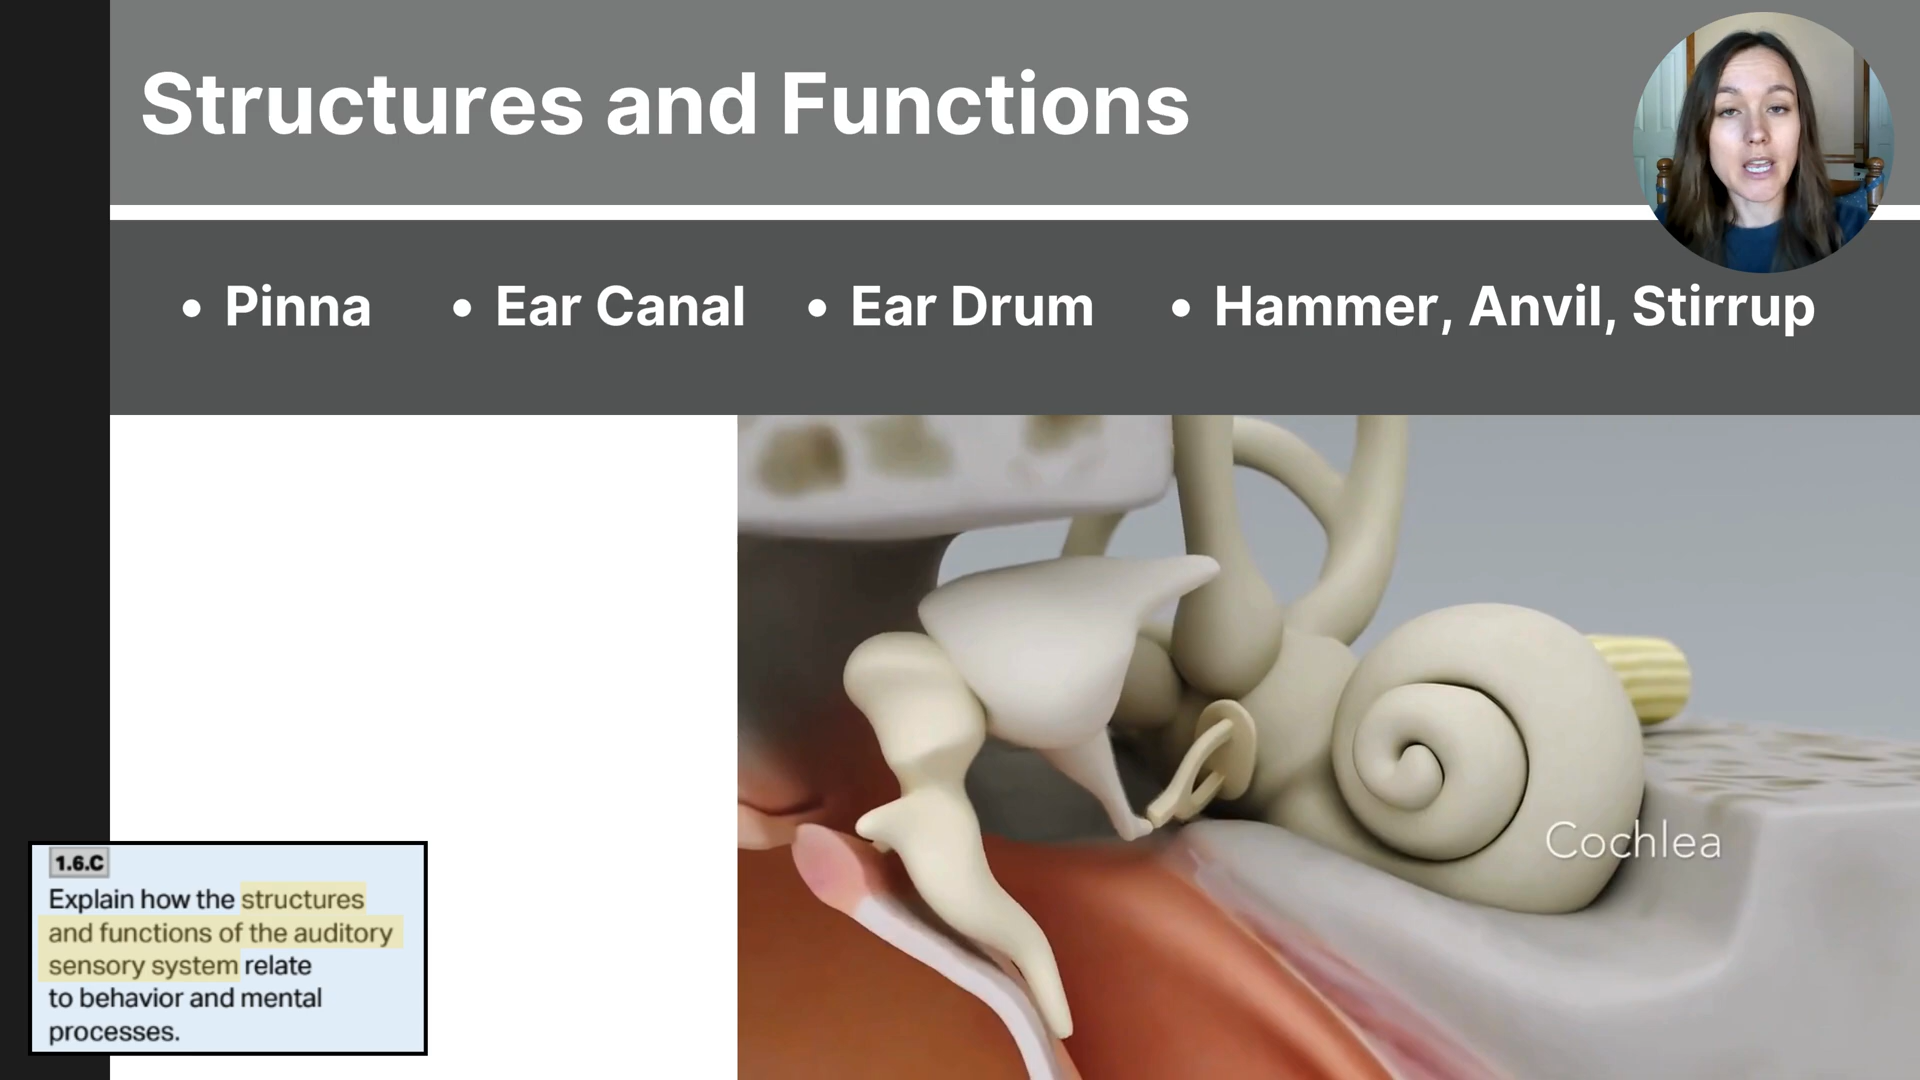 Structures and Functions
• Pinna • Ear Canal • Ear Drum • Hammer, Anvil, Stirrup
Cochlea
1.6.C
Explain how the structures
and functions of the auditory
sensory system relate
to behavior and mental
processes.